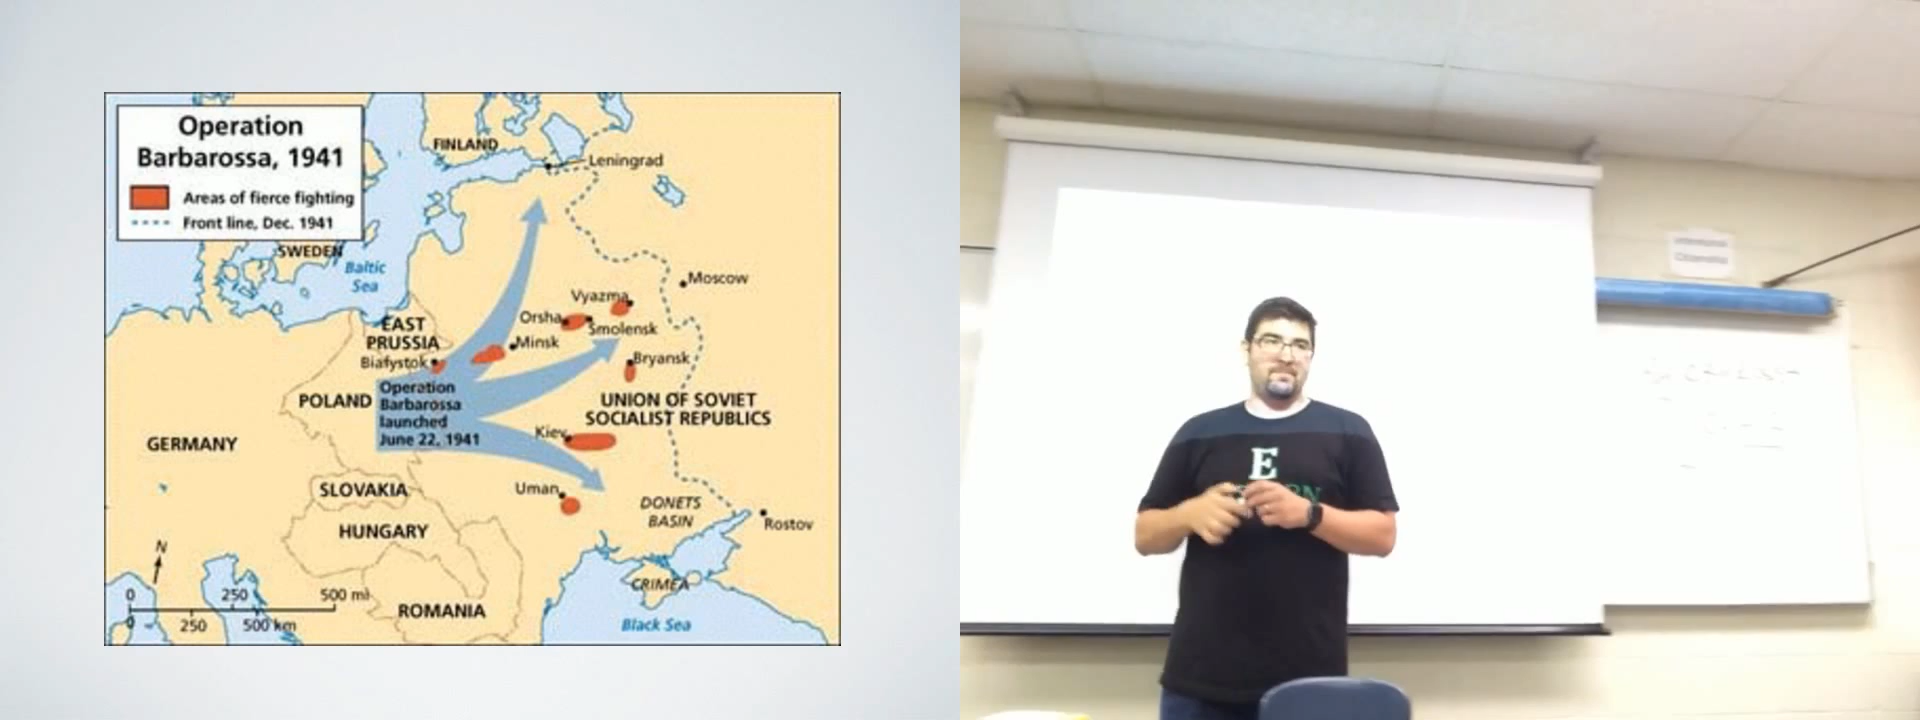 Operation
Barbarossa, 1941
Areas of fierce fighting
Front line, Dec. 1941
FINLAND
Leningrad
SWEDEN
Baltic
Sea
Moscow
Vyazma
Orsha
Smolensk
EAST
PRUSSIA
Minsk
Białystok
Bryansk
Operation
Barbarossa
launched
June 22, 1941
POLAND
UNION OF SOVIET
SOCIALIST REPUBLICS
GERMANY
Kiev
SLOVAKIA
Uman
DONETS
BASIN
Rostov
HUNGARY
N
CRIMEA
0 250 500 mi
0 250 500 km
ROMANIA
Black Sea
E